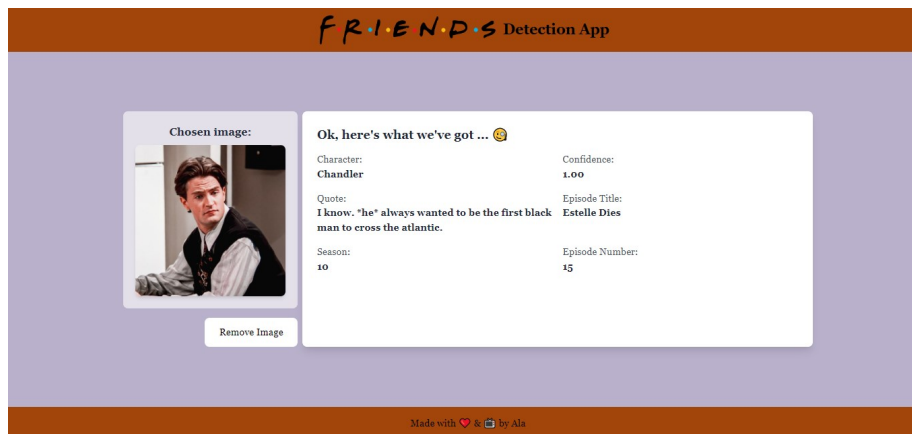 FRIENDS Detection App
Chosen image:
Remove Image
Ok, here's what we've got ... 🧐
Character:
Chandler
Confidence:
1.00
Quote:
I know. *he* always wanted to be the first black
man to cross the atlantic.
Episode Title:
Estelle Dies
Season:
10
Episode Number:
15
Made with ❤️ & 📺 by Ala